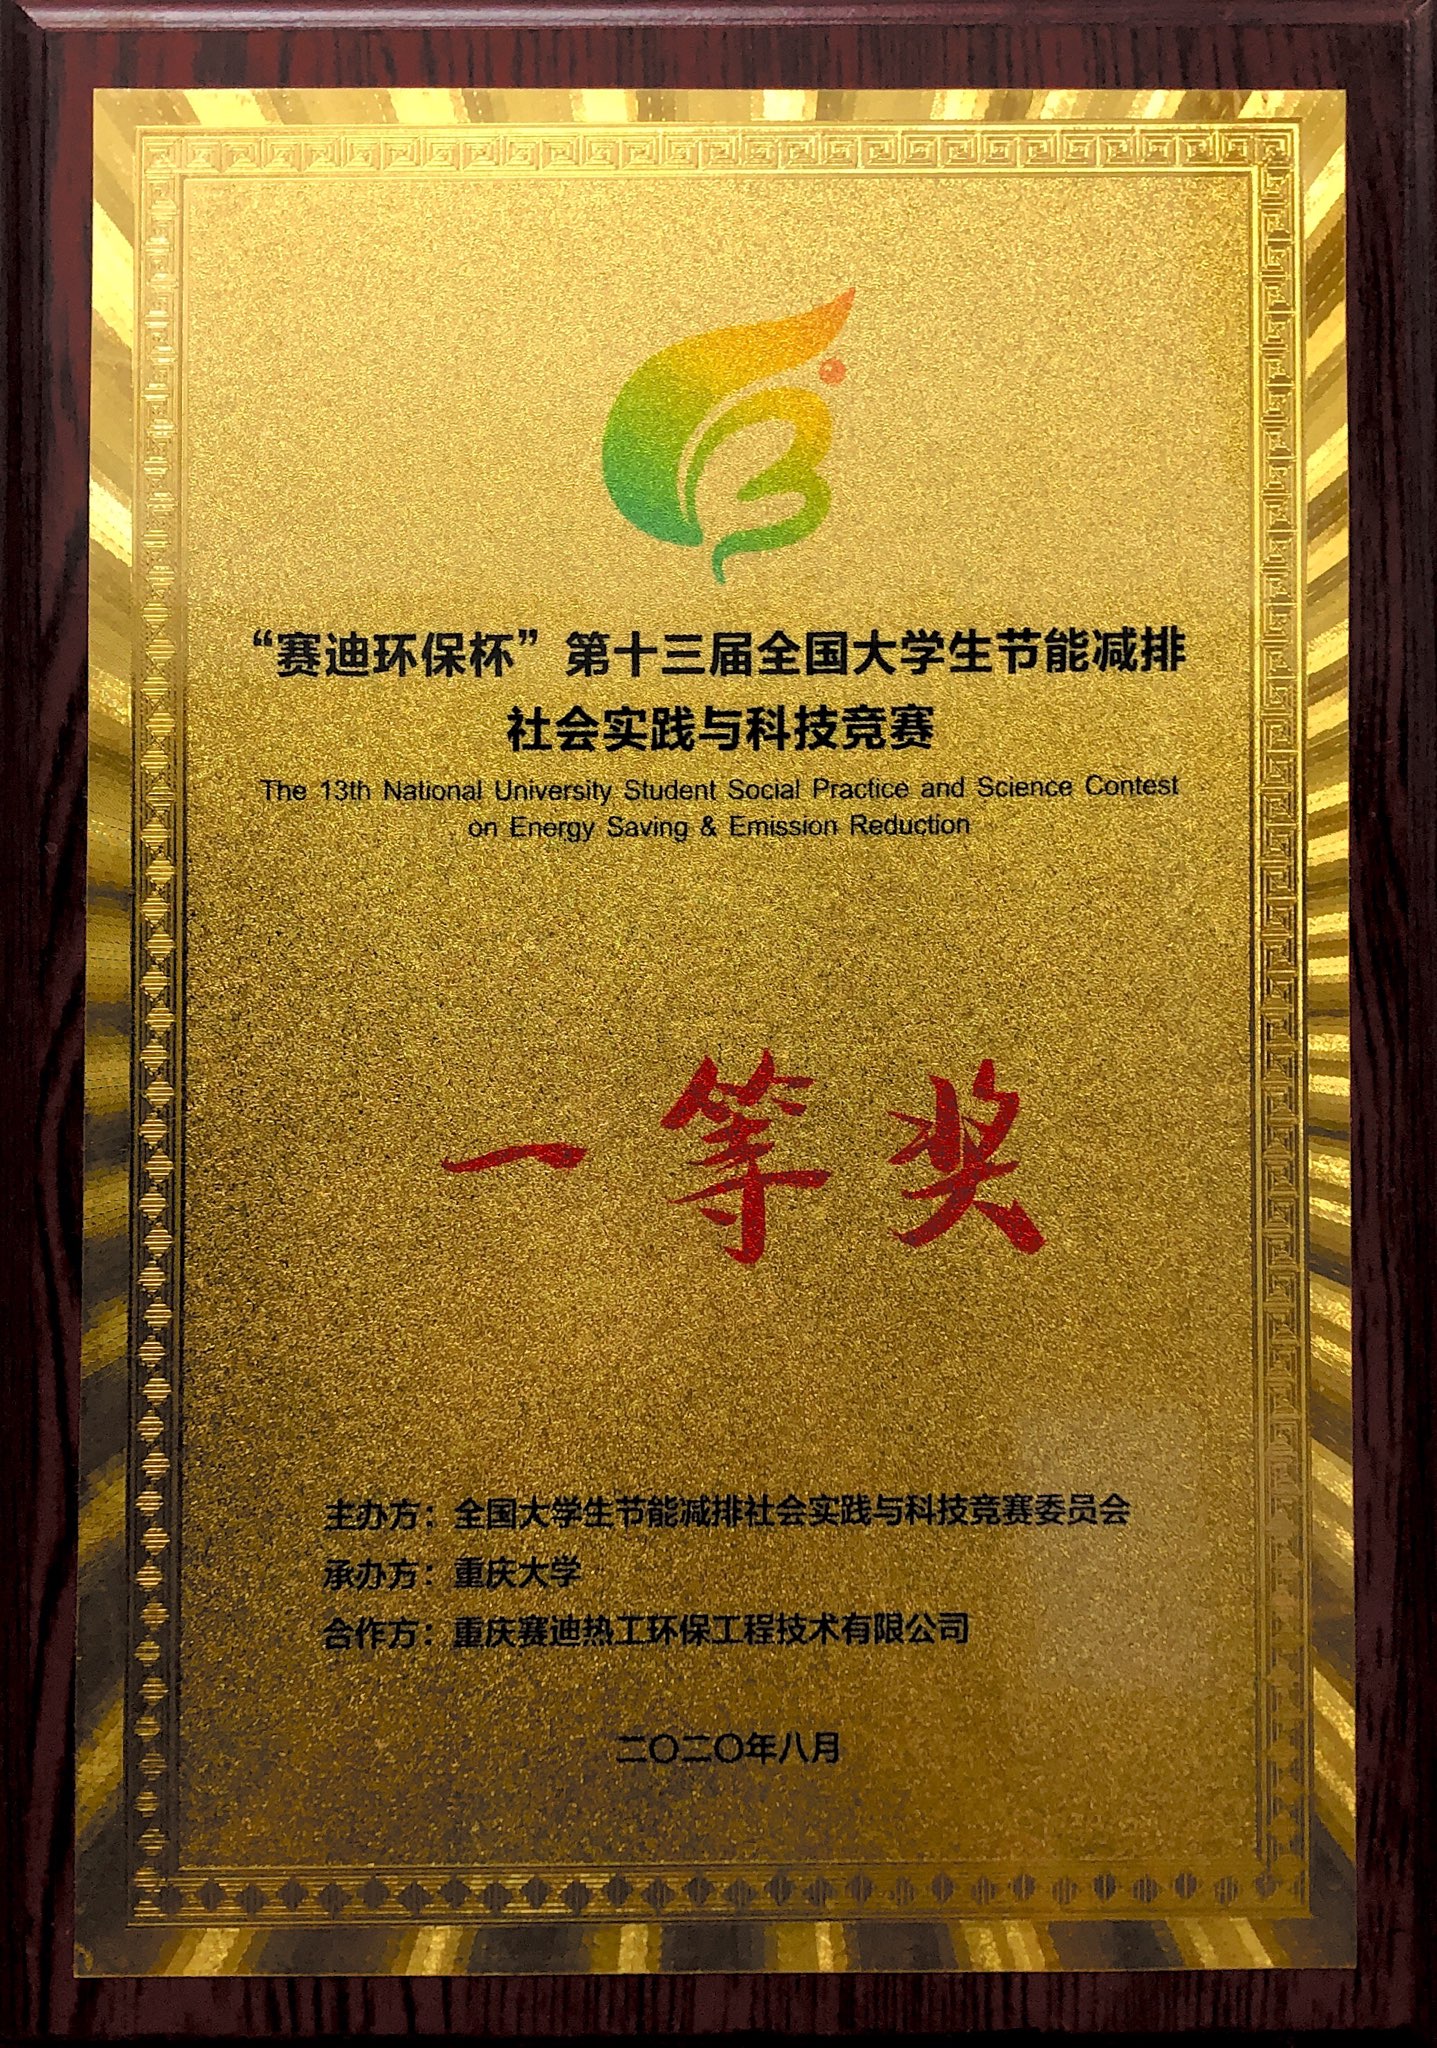 “赛迪环保杯”第十三届全国大学生节能减排
社会实践与科技竞赛
The 13th National University Student Social Practice and Science Contest
on Energy Saving & Emission Reduction
一等奖
主办方：全国大学生节能减排社会实践与科技竞赛委员会
承办方：重庆大学
合作方：重庆赛迪热工环保工程技术有限公司
二〇二〇年八月